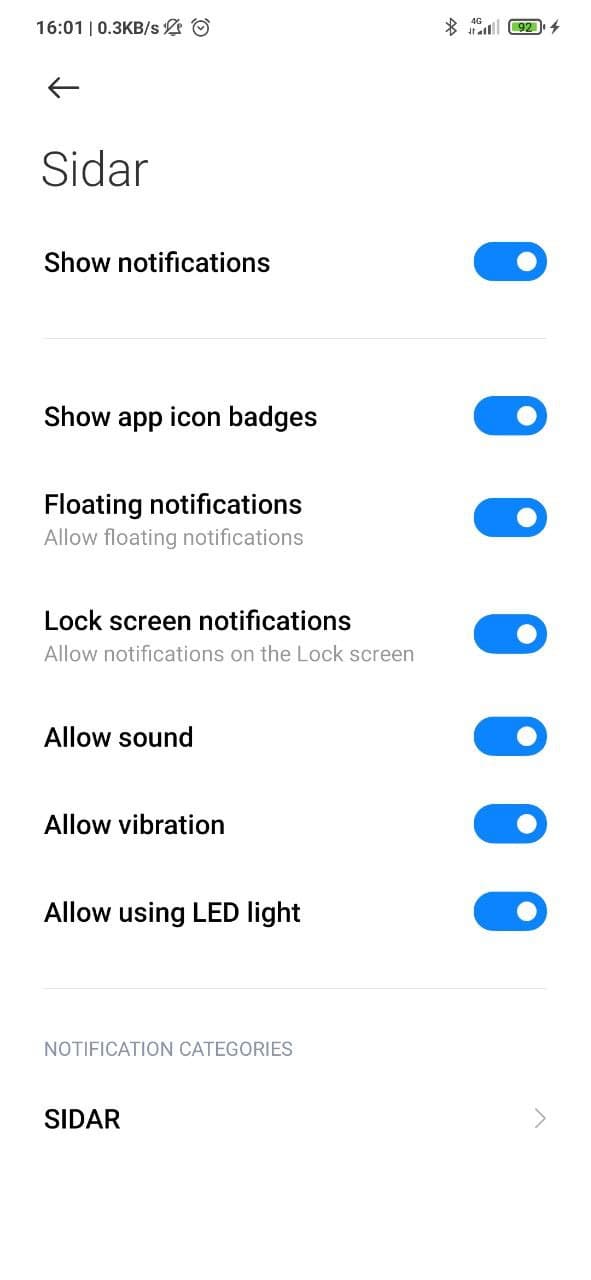 16:01 | 0.3KB/s 4G 92
Sidar
Show notifications
Show app icon badges
Floating notifications
Allow floating notifications
Lock screen notifications
Allow notifications on the Lock screen
Allow sound
Allow vibration
Allow using LED light
NOTIFICATION CATEGORIES
SIDAR